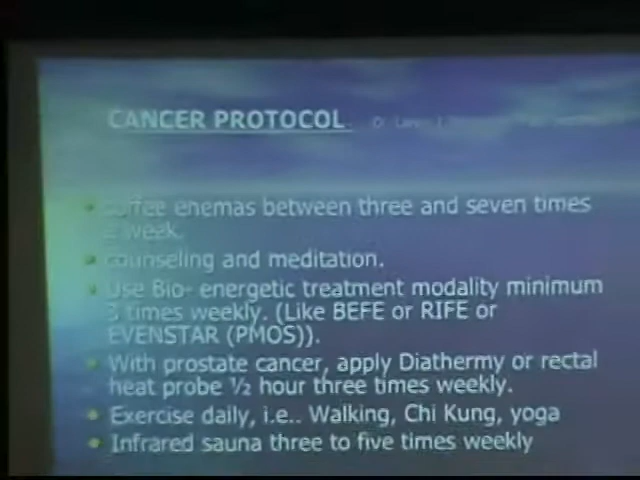 CANCER PROTOCOL
• coffee enemas between three and seven times
a week.
• counseling and meditation.
• Use Bio- energetic treatment modality minimum
3 times weekly. (Like BEFE or RIFE or
EVENSTAR (PMOS)).
• With prostate cancer, apply Diathermy or rectal
heat probe ½ hour three times weekly.
• Exercise daily, i.e.. Walking, Chi Kung, yoga
• Infrared sauna three to five times weekly